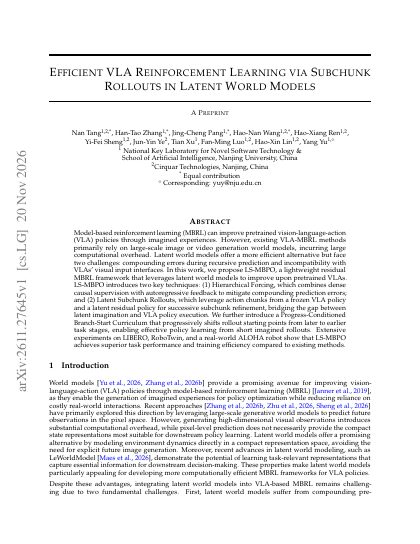 EFFICIENT VLA REINFORCEMENT LEARNING VIA SUBCHUNK
ROLLOUTS IN LATENT WORLD MODELS
A PREPRINT
Nan Tang1,2,*, Han-Tao Zhang1,*, Jing-Cheng Pang1, Hao-Nan Wang1,2,*, Hao-Xiang Ren1,2,
Yi-Fei Sheng1,2, Jun-Yin Ye2, Tian Xu1, Fan-Ming Luo1,2, Hao-Xin Lin1,2, Yang Yu1,+
1 National Key Laboratory for Novel Software Technology &
School of Artificial Intelligence, Nanjing University, China
2Cirquar Technologies, Nanjing, China
* Equal contribution
+ Corresponding: yuy@nju.edu.cn
ABSTRACT
Model-based reinforcement learning (MBRL) can improve pretrained vision-language-action
(VLA) policies through imagined experiences. However, existing VLA-MBRL methods
primarily rely on large-scale image or video generation world models, incurring large
computational overhead. Latent world models offer a more efficient alternative but face
two challenges: compounding errors during recursive prediction and incompatibility with
VLAs' visual input interfaces. In this work, we propose LS-MBPO, a lightweight residual
MBRL framework that leverages latent world models to improve upon pretrained VLAs.
LS-MBPO introduces two key techniques: (1) Hierarchical Forcing, which combines dense
causal supervision with autoregressive feedback to mitigate compounding prediction errors;
and (2) Latent Subchunk Rollouts, which leverage action chunks from a frozen VLA policy
and a latent residual policy for successive subchunk refinement, bridging the gap between
latent imagination and VLA policy execution. We further introduce a Progress-Conditioned
Branch-Start Curriculum that progressively shifts rollout starting points from later to earlier
task stages, enabling effective policy learning from short imagined rollouts. Extensive
experiments on LIBERO, RoboTwin, and a real-world ALOHA robot show that LS-MBPO
achieves superior task performance and training efficiency compared to existing methods.
1 Introduction
World models [Yu et al., 2026, Zhang et al., 2026b] provide a promising avenue for improving vision-
language-action (VLA) policies through model-based reinforcement learning (MBRL) [Janner et al., 2019],
as they enable the generation of imagined experiences for policy optimization while reducing reliance on
costly real-world interactions. Recent approaches [Zhang et al., 2026b, Zhu et al., 2026, Sheng et al., 2026]
have primarily explored this direction by leveraging large-scale generative world models to predict future
observations in the pixel space. However, generating high-dimensional visual observations introduces
substantial computational overhead, while pixel-level prediction does not necessarily provide the compact
state representations most suitable for downstream policy learning. Latent world models offer a promising
alternative by modeling environment dynamics directly in a compact representation space, avoiding the
need for explicit future image generation. Moreover, recent advances in latent world modeling, such as
LeWorldModel [Maes et al., 2026], demonstrate the potential of learning task-relevant representations that
capture essential information for downstream decision-making. These properties make latent world models
particularly appealing for developing more computationally efficient MBRL frameworks for VLA policies.
Despite these advantages, integrating latent world models into VLA-based MBRL remains challeng-
ing due to two fundamental challenges. First, latent world models suffer from compounding pre-
arXiv:2611.27645v1 [cs.LG] 20 Nov 2026